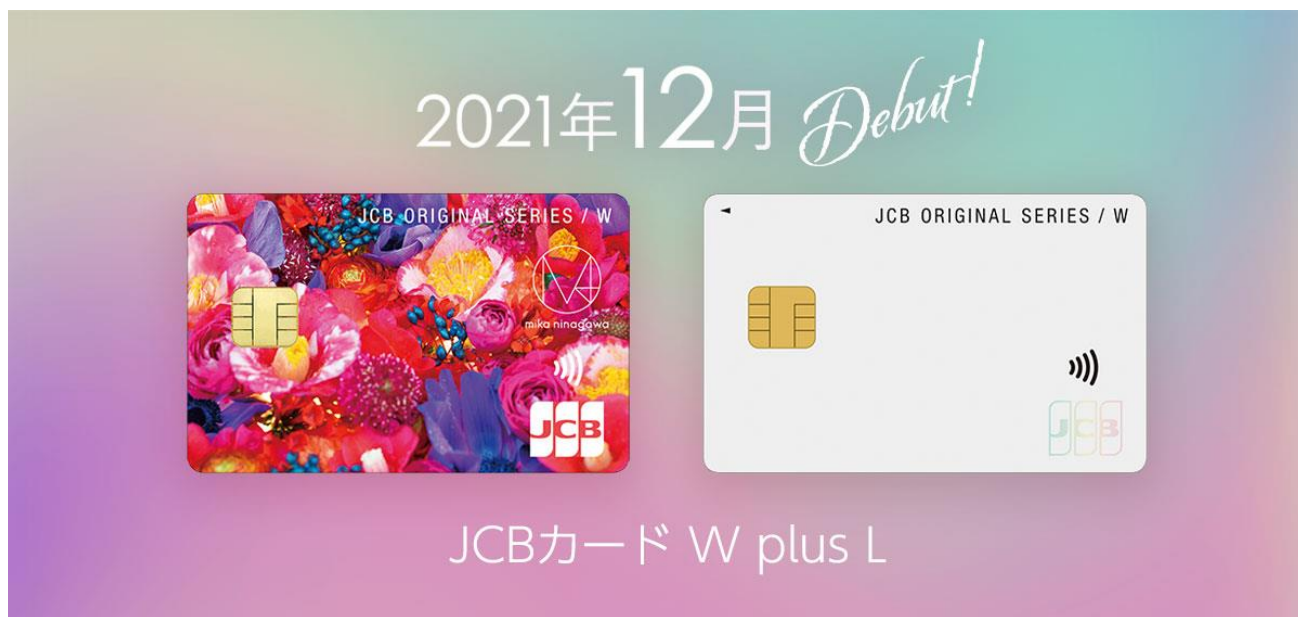 2021年12月 Debut!
JCB ORIGINAL SERIES / W
mika ninagawa
JCB
JCB ORIGINAL SERIES / W
JCB
JCBカード W plus L